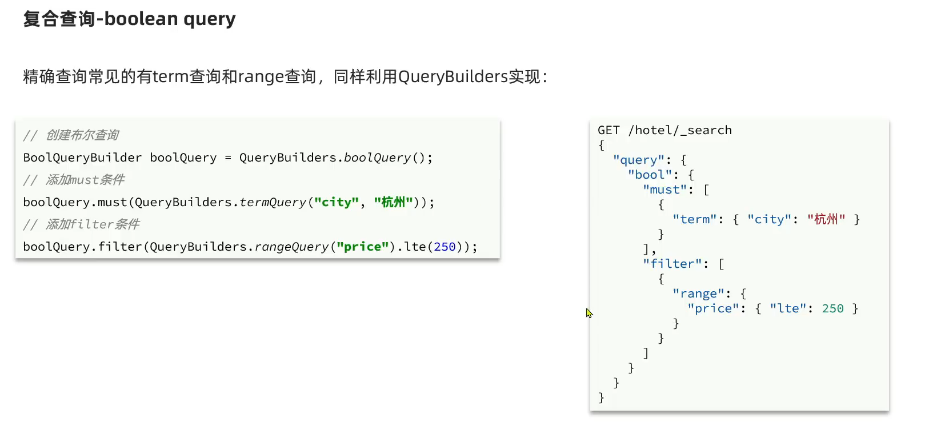 复合查询-boolean query
精确查询常见的有term查询和range查询，同样利用QueryBuilders实现：
// 创建布尔查询
BoolQueryBuilder boolQuery = QueryBuilders.boolQuery();
// 添加must条件
boolQuery.must(QueryBuilders.termQuery("city", "杭州"));
// 添加filter条件
boolQuery.filter(QueryBuilders.rangeQuery("price").lte(250));
GET /hotel/_search
{
  "query": {
    "bool": {
      "must": [
        {
          "term": { "city": "杭州" }
        }
      ],
      "filter": [
        {
          "range": {
            "price": { "lte": 250 }
          }
        }
      ]
    }
  }
}